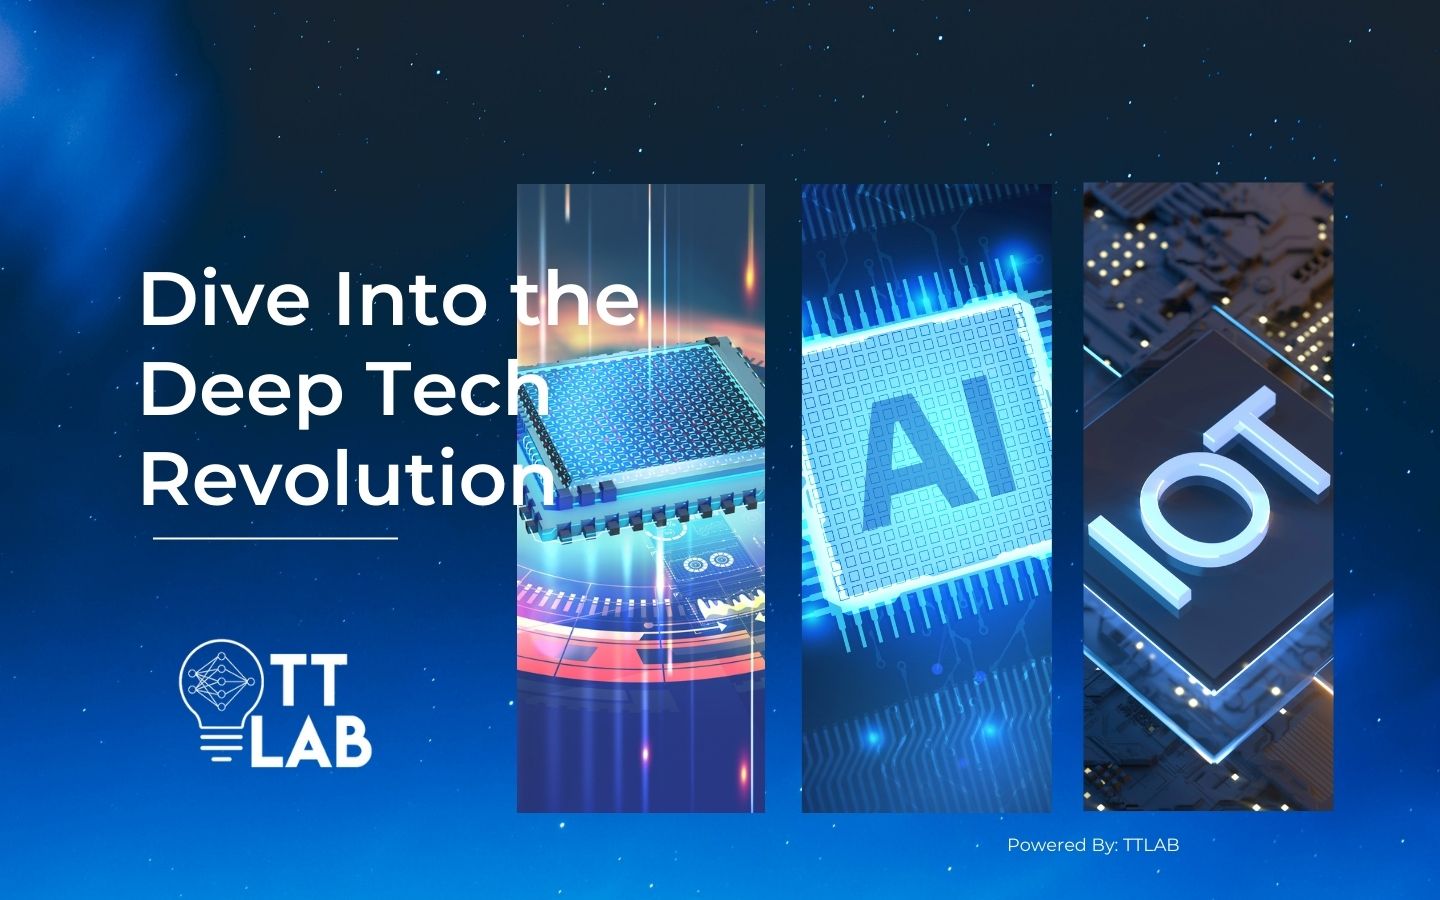 Dive Into the
Deep Tech
Revolution
TT
LAB
AI
IOT
Powered By: TTLAB